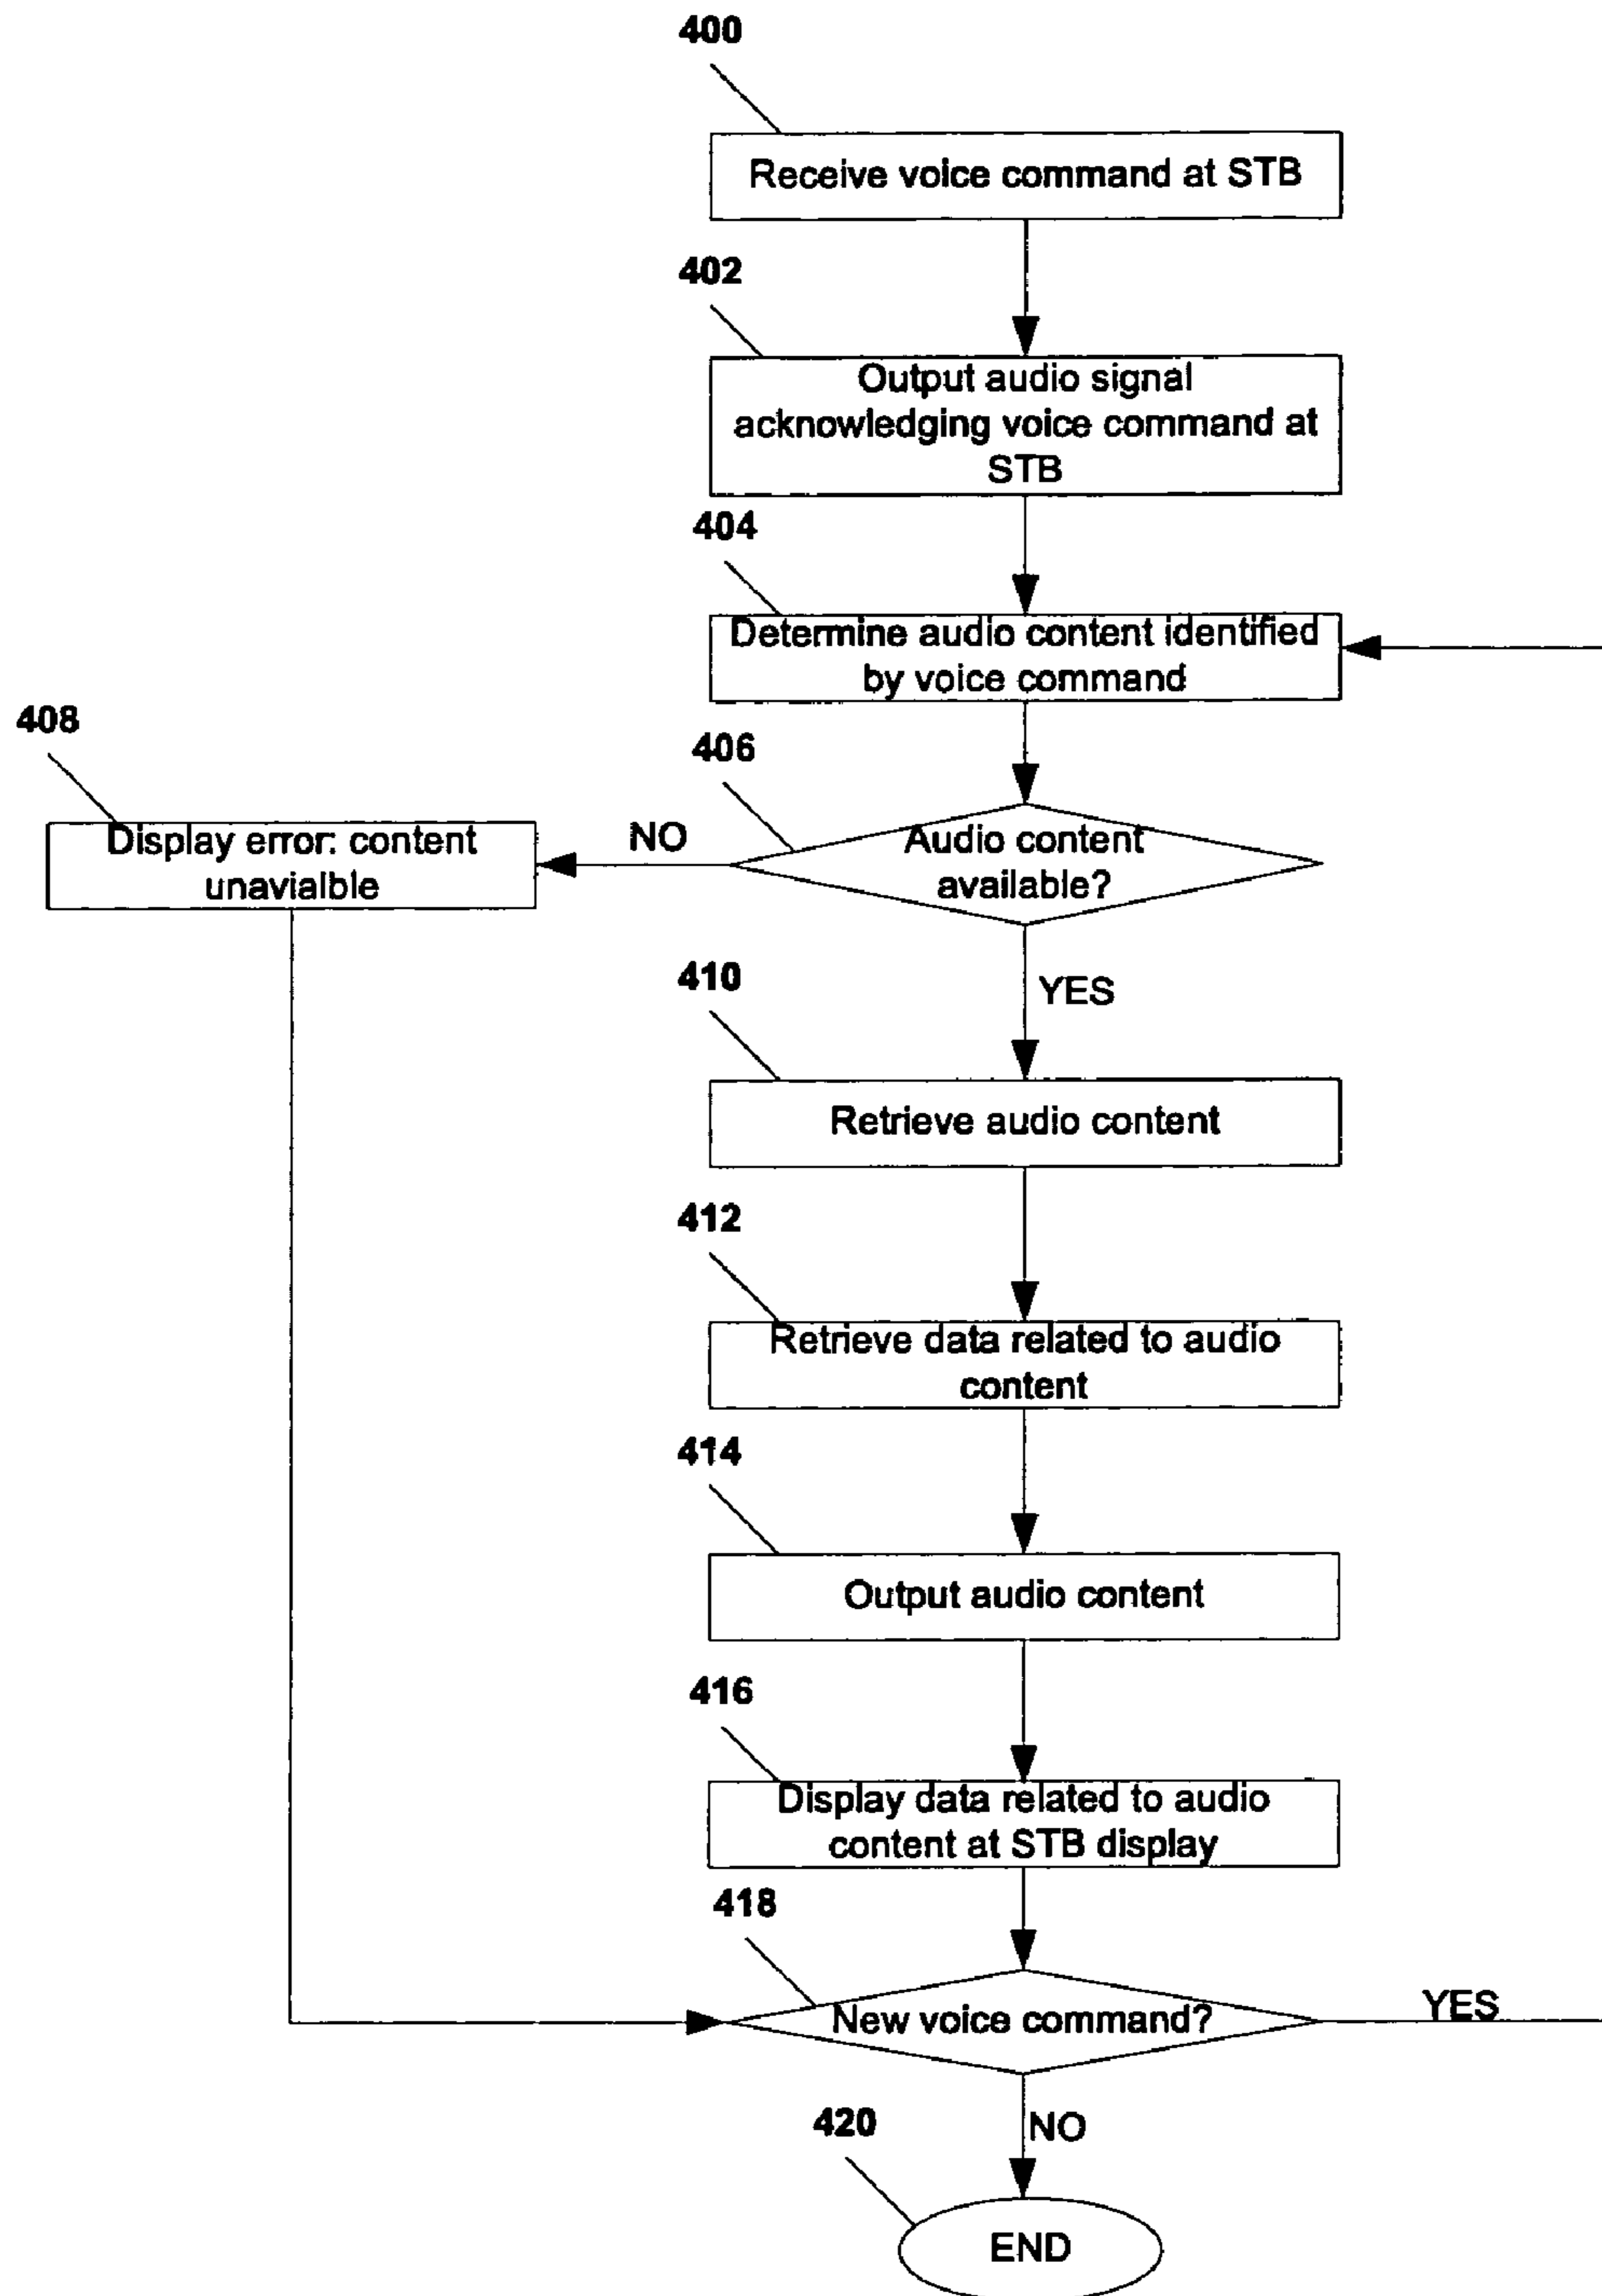 400
Receive voice command at STB
402
Output audio signal
acknowledging voice command at
STB
404
Determine audio content identified
by voice command
408
406
Display error: content
unavialble
NO
Audio content
available?
410
YES
Retrieve audio content
412
Retrieve data related to audio
content
414
Output audio content
416
Display data related to audio
content at STB display
418
New voice command?
YES
420
NO
END